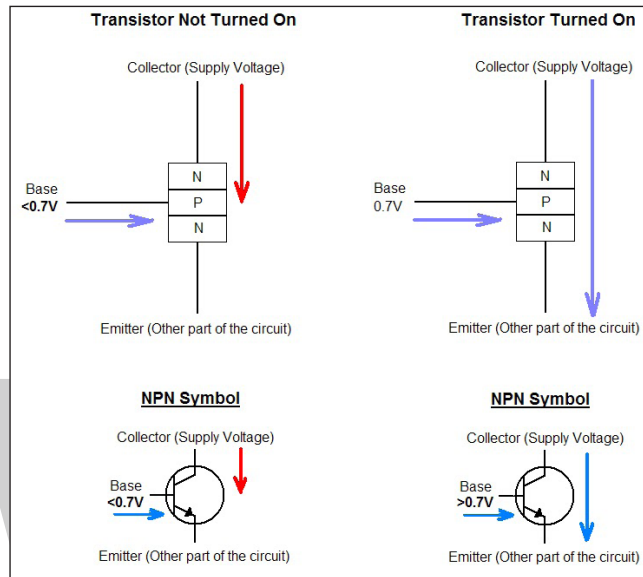 Transistor Not Turned On
Collector (Supply Voltage)
N
Base
P
<0.7V
N
Emitter (Other part of the circuit)
NPN Symbol
Collector (Supply Voltage)
Base
<0.7V
Emitter (Other part of the circuit)
Transistor Turned On
Collector (Supply Voltage)
N
Base
P
0.7V
N
Emitter (Other part of the circuit)
NPN Symbol
Collector (Supply Voltage)
Base
>0.7V
Emitter (Other part of the circuit)